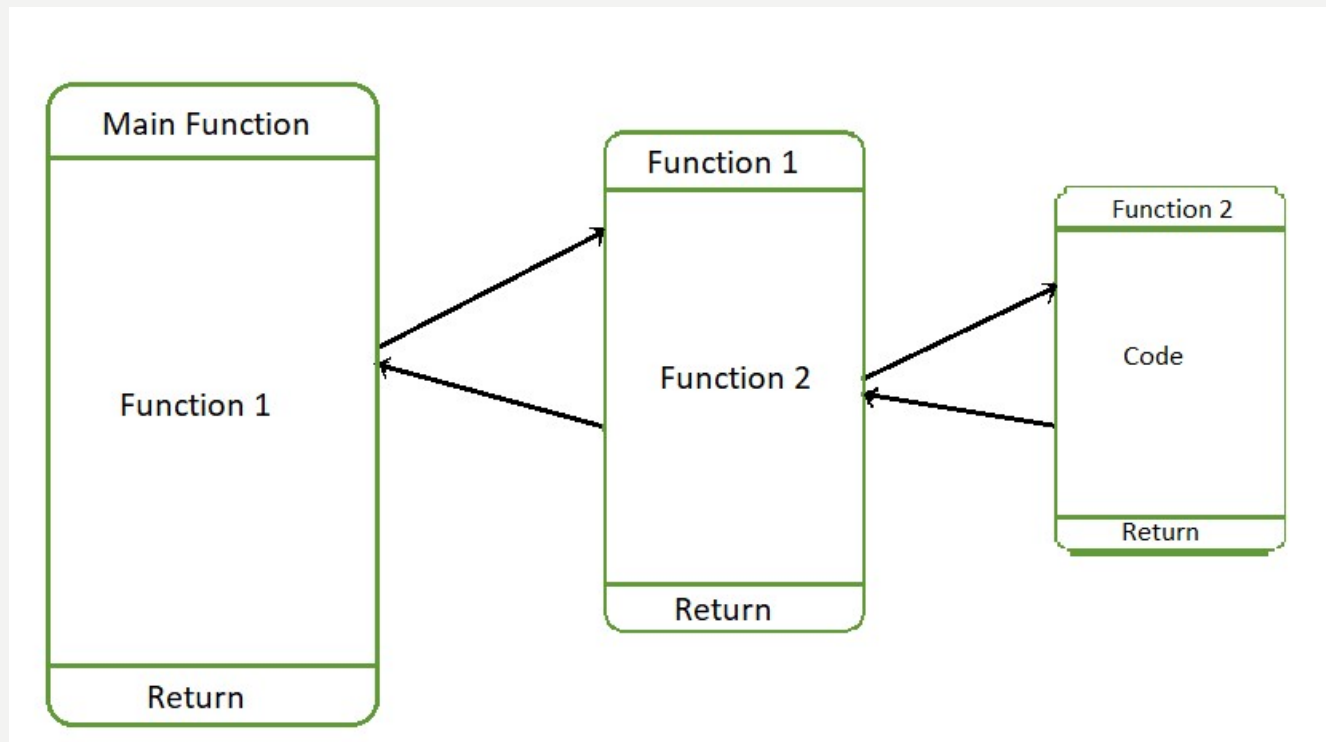 Main Function
Function 1
Return
Function 1
Function 2
Return
Function 2
Code
Return